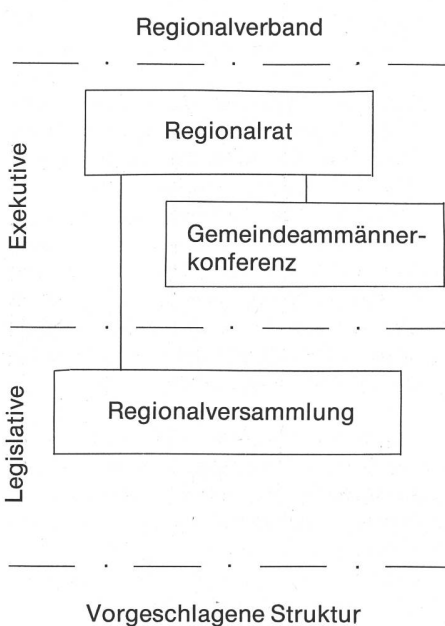 Regionalverband
Exekutive
Regionalrat
Gemeindeammänner-
konferenz
Legislative
Regionalversammlung
Vorgeschlagene Struktur